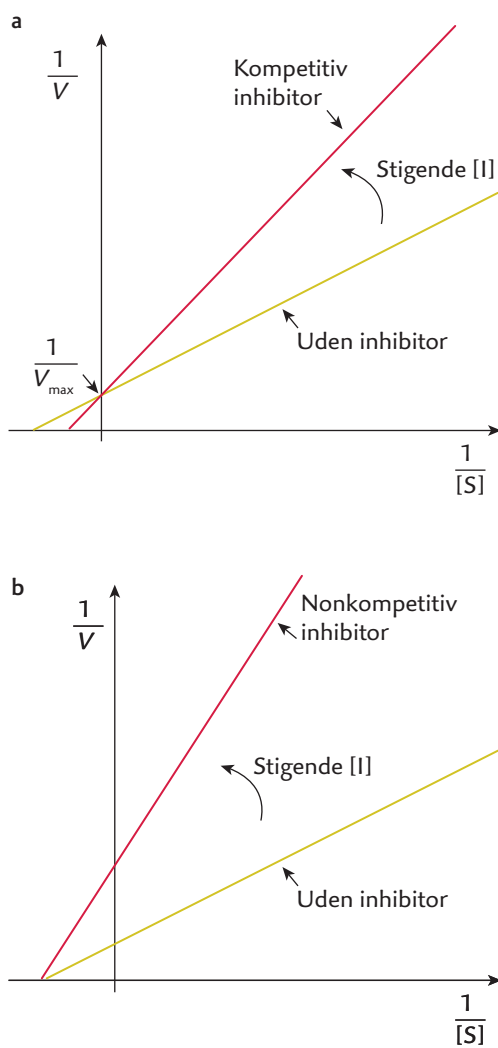 a
1
V
Kompetitiv
inhibitor
Stigende [I]
Uden inhibitor
1
Vmax
1
[S]
b
1
V
Nonkompetitiv
inhibitor
Stigende [I]
Uden inhibitor
1
[S]